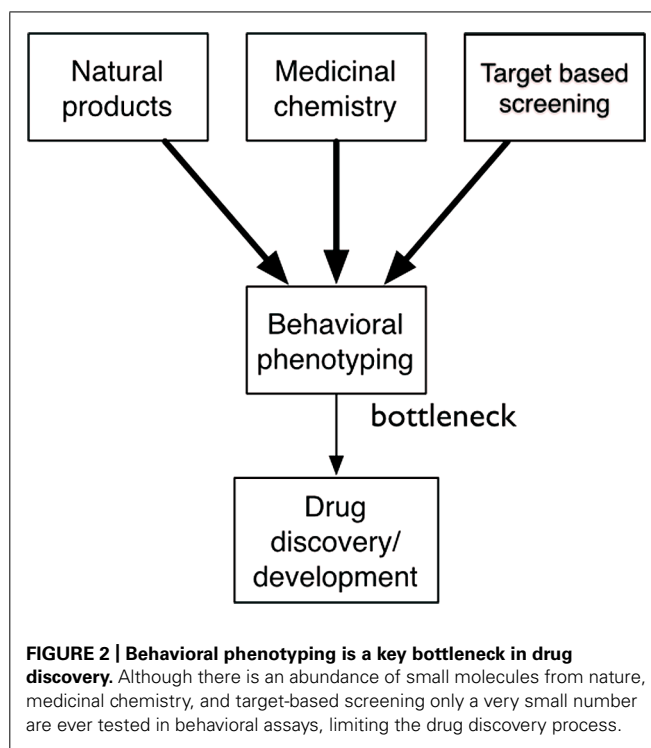 Natural
products
Medicinal
chemistry
Target based
screening
Behavioral
phenotyping
bottleneck
Drug
discovery/
development
FIGURE 2 | Behavioral phenotyping is a key bottleneck in drug
discovery. Although there is an abundance of small molecules from nature,
medicinal chemistry, and target-based screening only a very small number
are ever tested in behavioral assays, limiting the drug discovery process.